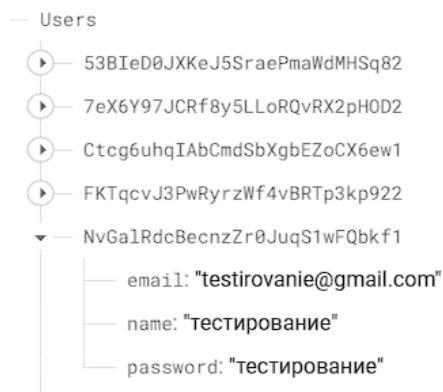 Users
53BIeD0JXKeJ5SraePmaWdMHSq82
7eX6Y97JCRf8y5LLoRQvRX2pHOD2
Ctcg6uhqIAbCmdSbXgbEZoCX6ew1
FKTqcvJ3PwRyrzWf4vBRTp3kp922
NvGalRdcBecnzZr0JuqS1wFQbkf1
email: "testirovanie@gmail.com"
name: "тестирование"
password: "тестирование"